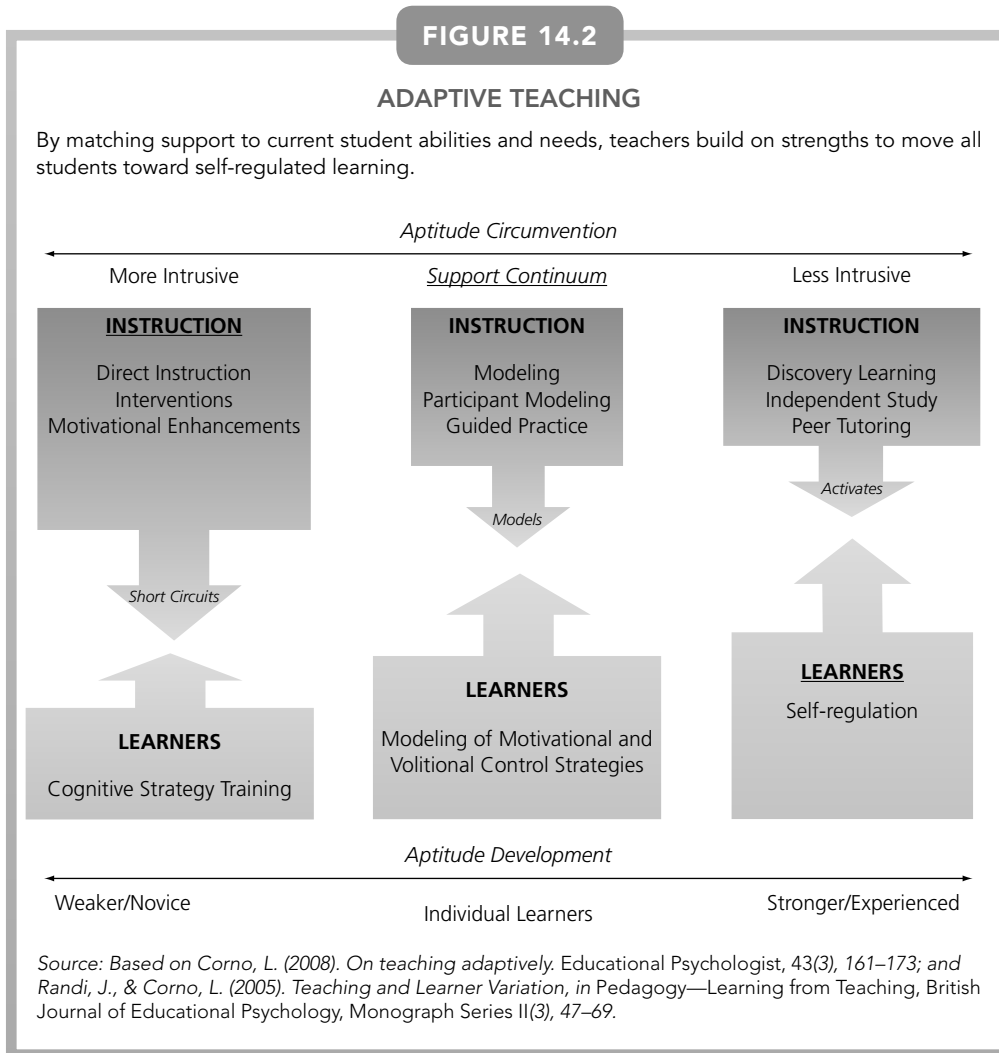 FIGURE 14.2
ADAPTIVE TEACHING
By matching support to current student abilities and needs, teachers build on strengths to move all
students toward self-regulated learning.
Aptitude Circumvention
More Intrusive
Support Continuum
Less Intrusive
INSTRUCTION
Direct Instruction
Interventions
Motivational Enhancements
Short Circuits
LEARNERS
Cognitive Strategy Training
INSTRUCTION
Modeling
Participant Modeling
Guided Practice
Models
LEARNERS
Modeling of Motivational and
Volitional Control Strategies
INSTRUCTION
Discovery Learning
Independent Study
Peer Tutoring
Activates
LEARNERS
Self-regulation
Aptitude Development
Weaker/Novice
Individual Learners
Stronger/Experienced
Source: Based on Corno, L. (2008). On teaching adaptively. Educational Psychologist, 43(3), 161–173; and
Randi, J., & Corno, L. (2005). Teaching and Learner Variation, in Pedagogy—Learning from Teaching, British
Journal of Educational Psychology, Monograph Series II(3), 47–69.